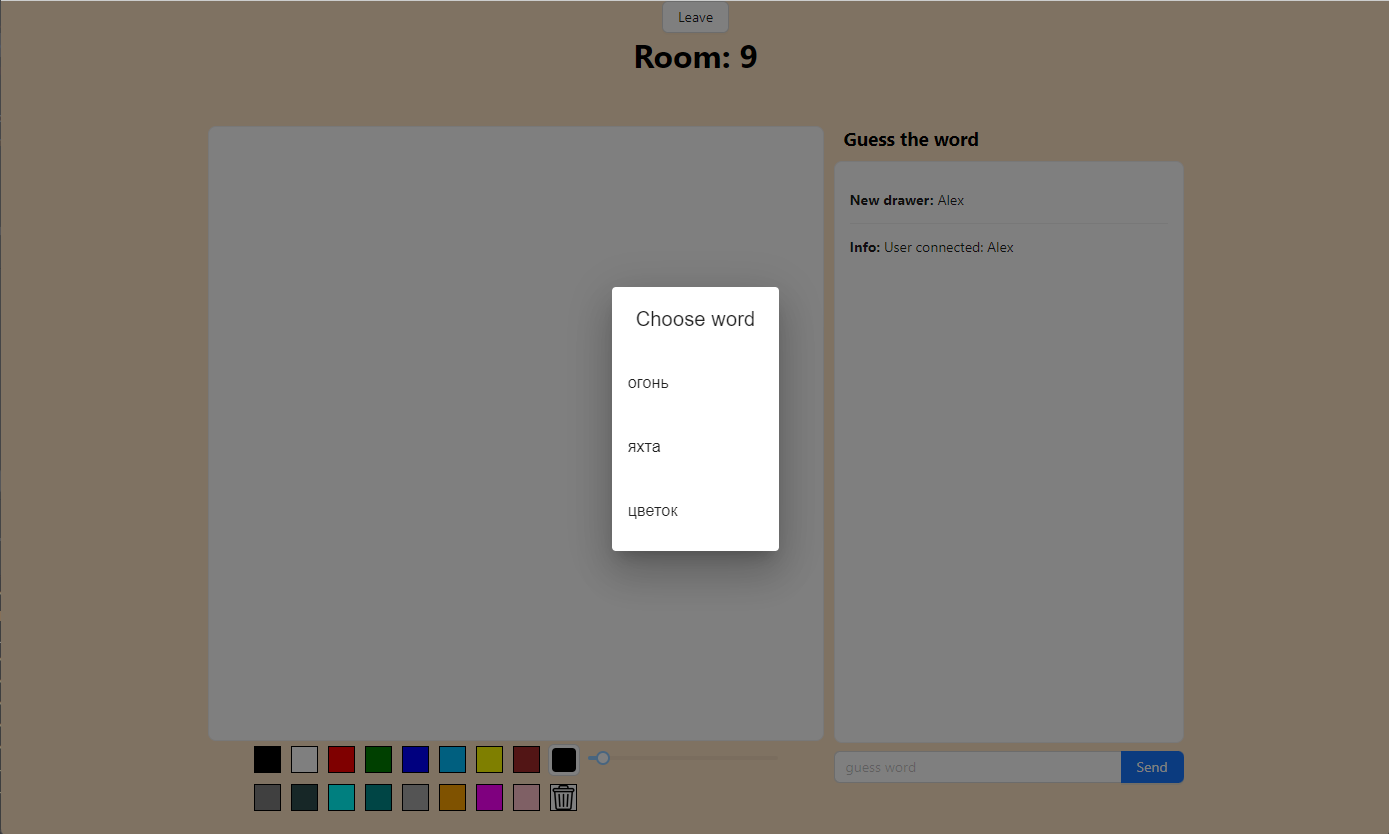 Leave
Room: 9
Guess the word
New drawer: Alex
Info: User connected: Alex
Choose word
огонь
яхта
цветок
guess word
Send